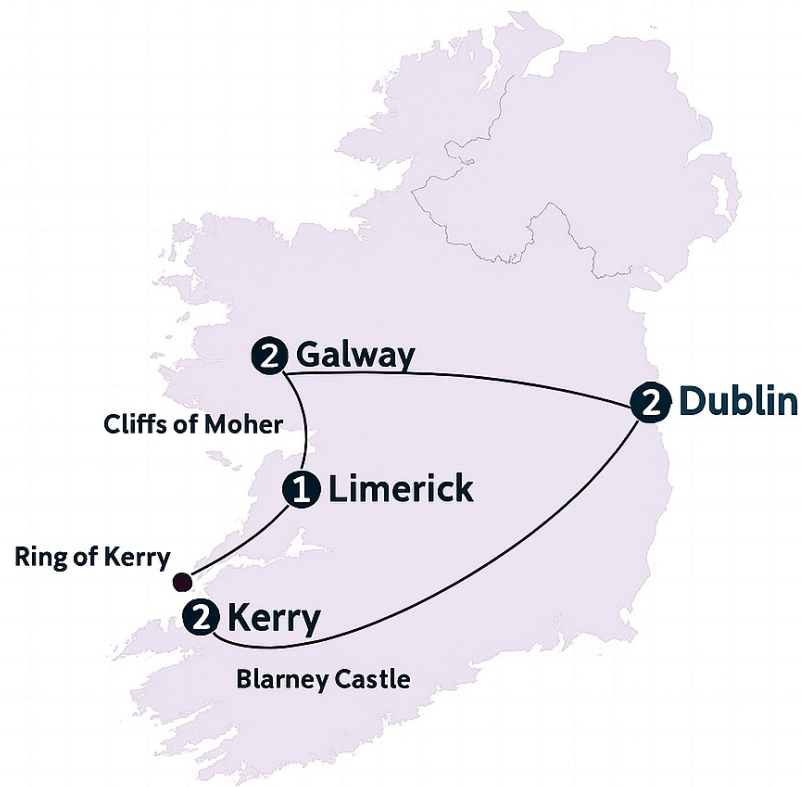 2 Galway
2 Dublin
Cliffs of Moher
1 Limerick
Ring of Kerry
2 Kerry
Blarney Castle